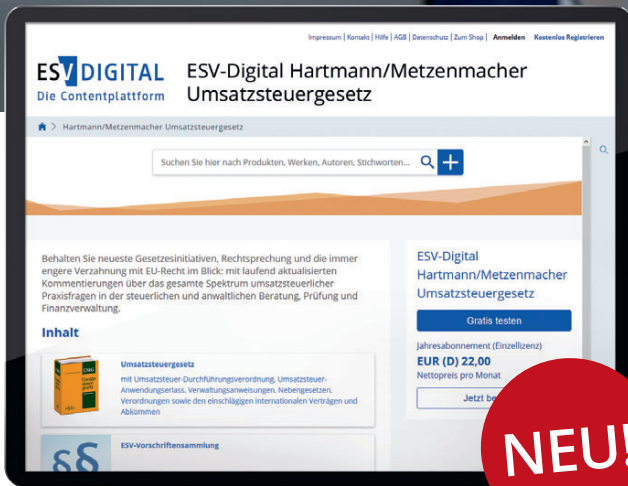 Impressum | Kontakt | Hilfe | AGB | Datenschutz | Zum Shop | Anmelden Kostenlos Registrieren
ESV DIGITAL
Die Contentplattform
ESV-Digital Hartmann/Metzenmacher
Umsatzsteuergesetz
> Hartmann/Metzenmacher Umsatzsteuergesetz
Suchen Sie hier nach Produkten, Werken, Autoren, Stichworten...
Behalten Sie neueste Gesetzesinitiativen, Rechtsprechung und die immer
engere Verzahnung mit EU-Recht im Blick: mit laufend aktualisierten
Kommentierungen über das gesamte Spektrum umsatzsteuerlicher
Praxisfragen in der steuerlichen und anwaltlichen Beratung, Prüfung und
Finanzverwaltung.
Inhalt
Umsatzsteuergesetz
mit Umsatzsteuer-Durchführungsverordnung, Umsatzsteuer-
Anwendungserlass, Verwaltungsanweisungen, Nebengesetzen,
Verordnungen sowie den einschlägigen internationalen Verträgen und
Abkommen
§§
ESV-Vorschriftensammlung
ESV-Digital
Hartmann/Metzenmacher
Umsatzsteuergesetz
Gratis testen
Jahresabonnement (Einzellizenz)
EUR (D) 22,00
Nettopreis pro Monat
Jetzt be
NEU!